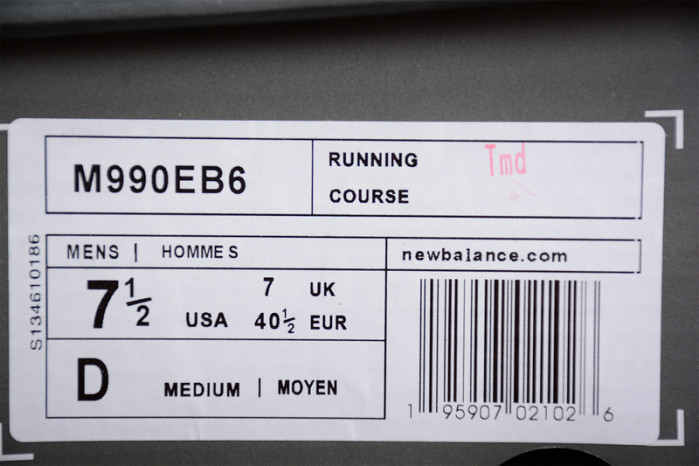 M990EB6
RUNNING
COURSE
Tmd
MENS | HOMMES
newbalance.com
7 1/2 USA
7 UK
40 1/2 EUR
D MEDIUM | MOYEN
S134610186
1 95907 02102 6